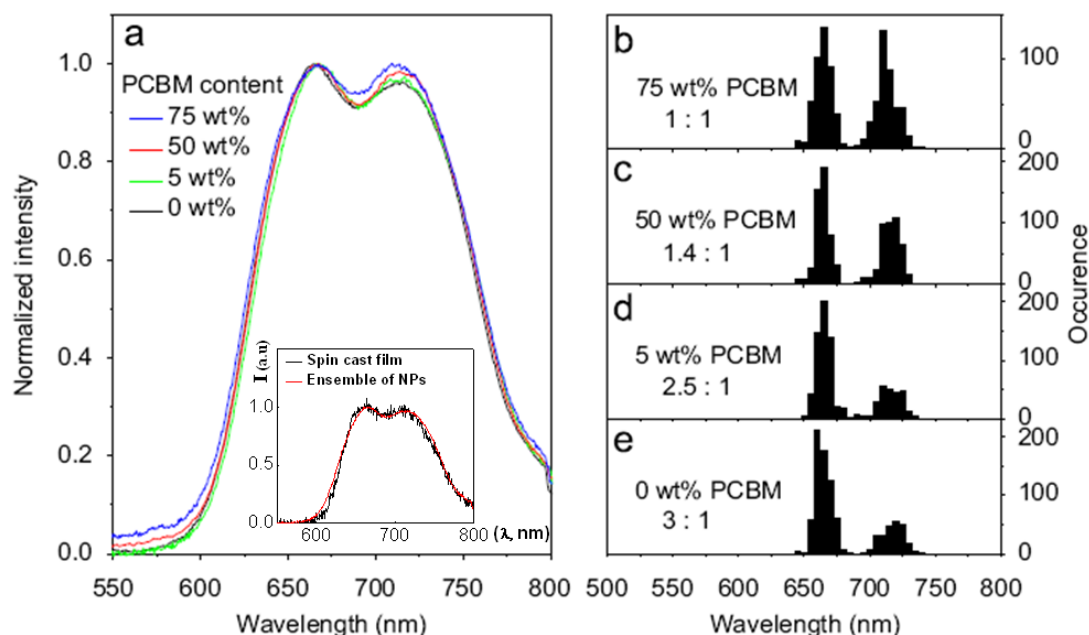 a
PCBM content
75 wt%
50 wt%
5 wt%
0 wt%
Normalized intensity
1.0
0.8
0.6
0.4
0.2
0.0
550 600 650 700 750 800
Wavelength (nm)
I (a.u)
Spin cast film
Ensemble of NPs
1.0
0.5
0.0
600 700 800
(λ, nm)
b
75 wt% PCBM
1 : 1
100
0
c
50 wt% PCBM
1.4 : 1
200
100
0
d
5 wt% PCBM
2.5 : 1
200
100
0
e
0 wt% PCBM
3 : 1
200
100
0
Occurence
500 550 600 650 700 750 800
Wavelength (nm)